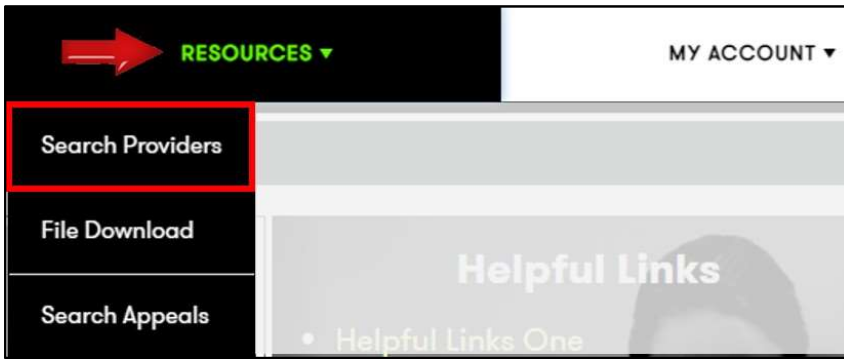 RESOURCES ▼
MY ACCOUNT ▼
Search Providers
File Download
Search Appeals
Helpful Links
• Helpful Links One